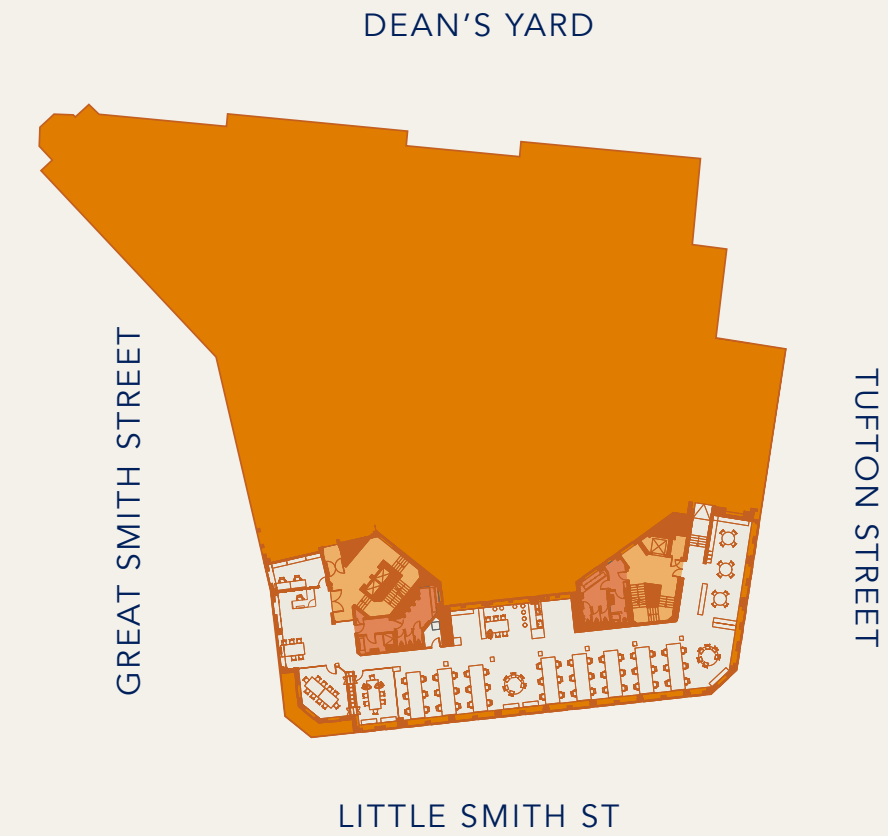 DEAN’S YARD
GREAT SMITH STREET
TUFTON STREET
LITTLE SMITH ST